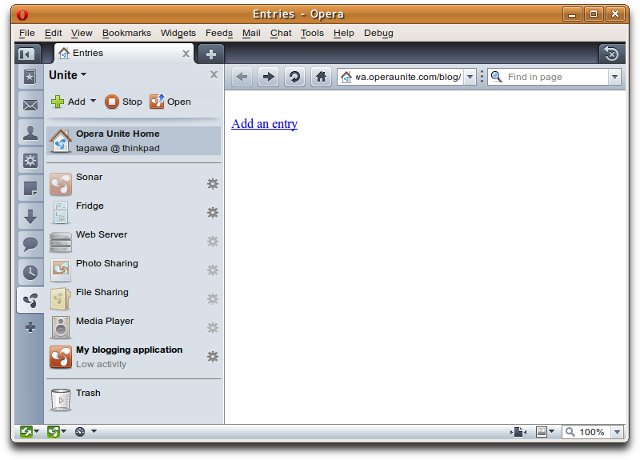 Entries - Opera
File Edit View Bookmarks Widgets Feeds Mail Chat Tools Help Debug
Entries
Unite
wa.operaunite.com/blog/
Find in page
Add Stop Open
Add an entry
Opera Unite Home
tagawa @ thinkpad
Sonar
Fridge
Web Server
Photo Sharing
File Sharing
Media Player
My blogging application
Low activity
Trash
100%